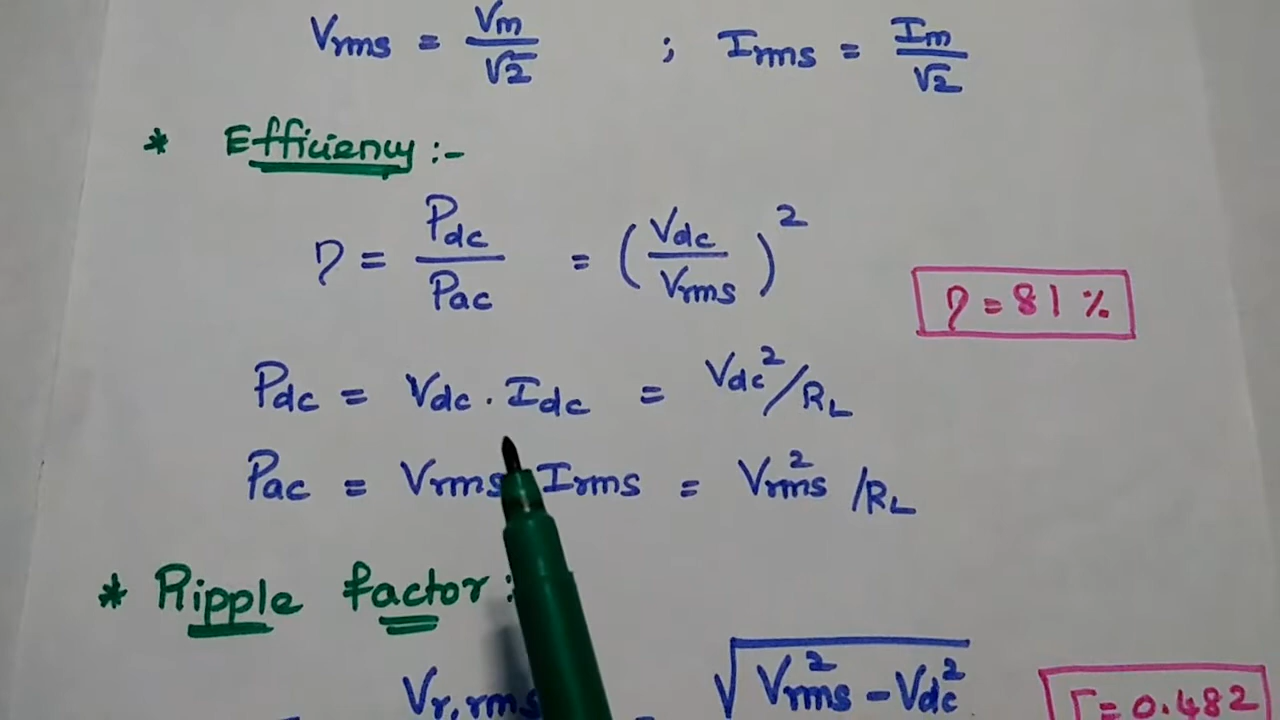 Vrms = Vm/√2 ; Irms = Im/√2
* Efficiency :-
η = Pdc/Pac = (Vdc/Vrms)²
η = 81 %
Pdc = Vdc . Idc = Vdc²/RL
Pac = Vrms Irms = Vrms² /RL
* Ripple factor :
Vr,rms = √(Vrms² - Vdc²)
Γ = 0.482